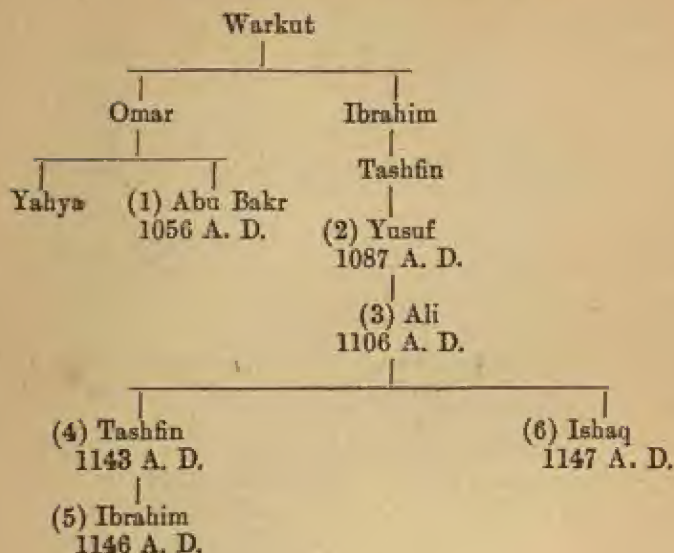 Warkut
Omar Ibrahim
Tashfin
Yahya (1) Abu Bakr
1056 A. D.
(2) Yusuf
1087 A. D.
(3) Ali
1106 A. D.
(4) Tashfin (6) Ishaq
1143 A. D. 1147 A. D.
(5) Ibrahim
1146 A. D.